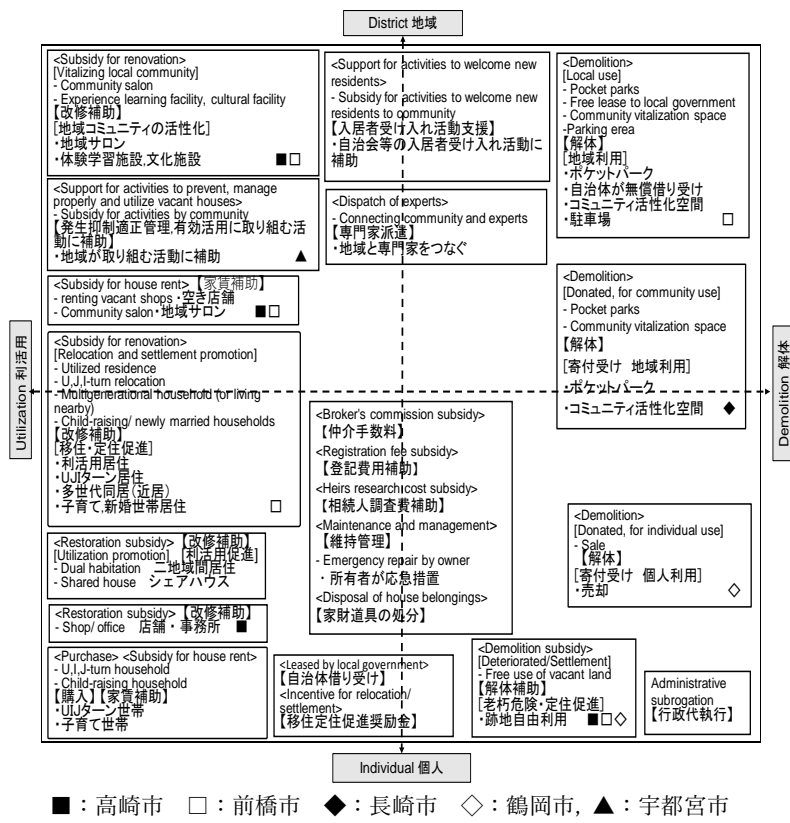 District 地域
<Subsidy for renovation>
[Vitalizing local community]
- Community salon
- Experience learning facility, cultural facility
【改修補助】
[地域コミュニティの活性化]
・地域サロン
・体験学習施設,文化施設 ■□
<Support for activities to welcome new
residents>
- Subsidy for activities to welcome new
residents to community
【入居者受け入れ活動支援】
・自治会等の入居者受け入れ活動に
補助
<Demolition>
[Local use]
- Pocket parks
- Free lease to local government
- Community vitalization space
-Parking erea
【解体】
[地域利用]
・ポケットパーク
・自治体が無償借り受け
・コミュニティ活性化空間
・駐車場 □
<Support for activities to prevent, manage
properly and utilize vacant houses>
- Subsidy for activities by community
【発生抑制適正管理,有効活用に取り組む活
動に補助】
・地域が取り組む活動に補助 ▲
<Dispatch of experts>
- Connecting community and experts
【専門家派遣】
・地域と専門家をつなぐ
<Subsidy for house rent>【家賃補助】
- renting vacant shops・空き店舗
- Community salon・地域サロン ■□
<Demolition>
[Donated, for community use]
- Pocket parks
- Community vitalization space
【解体】
[寄付受け 地域利用]
・ポケットパーク
・コミュニティ活性化空間 ◆
Utilization 利活用
Demolition 解体
<Subsidy for renovation>
[Relocation and settlement promotion]
- Utilized residence
- U,J,I-turn relocation
- Multigenerational household (or living
nearby)
- Child-raising/ newly married households
【改修補助】
[移住・定住促進]
・利活用居住
・UJIターン居住
・多世代同居(近居)
・子育て,新婚世帯居住 □
<Broker's commission subsidy>
【仲介手数料】
<Registration fee subsidy>
【登記費用補助】
<Heirs research cost subsidy>
【相続人調査費補助】
<Maintenance and management>
【維持管理】
- Emergency repair by owner
・所有者が応急措置
<Disposal of house belongings>
【家財道具の処分】
<Demolition>
[Donated, for individual use]
- Sale
【解体】
[寄付受け 個人利用]
・売却 ◇
<Restoration subsidy>【改修補助】
[Utilization promotion] [利活用促進]
- Dual habitation 二地域間居住
- Shared house シェアハウス
<Restoration subsidy>【改修補助】
- Shop/ office 店舗・事務所 ■
<Purchase> <Subsidy for house rent>
- U,I,J-turn household
- Child-raising household
【購入】【家賃補助】
・UIJターン世帯
・子育て世帯
<Leased by local government>
【自治体借り受け】
<Incentive for relocation/
settlement>
【移住定住促進奨励金】
<Demolition subsidy>
[Deteriorated/Settlement]
- Free use of vacant land
【解体補助】
[老朽危険・定住促進]
・跡地自由利用 ■□◇
Administrative
subrogation
【行政代執行】
Individual 個人
■：高崎市 □：前橋市 ◆：長崎市 ◇：鶴岡市, ▲：宇都宮市